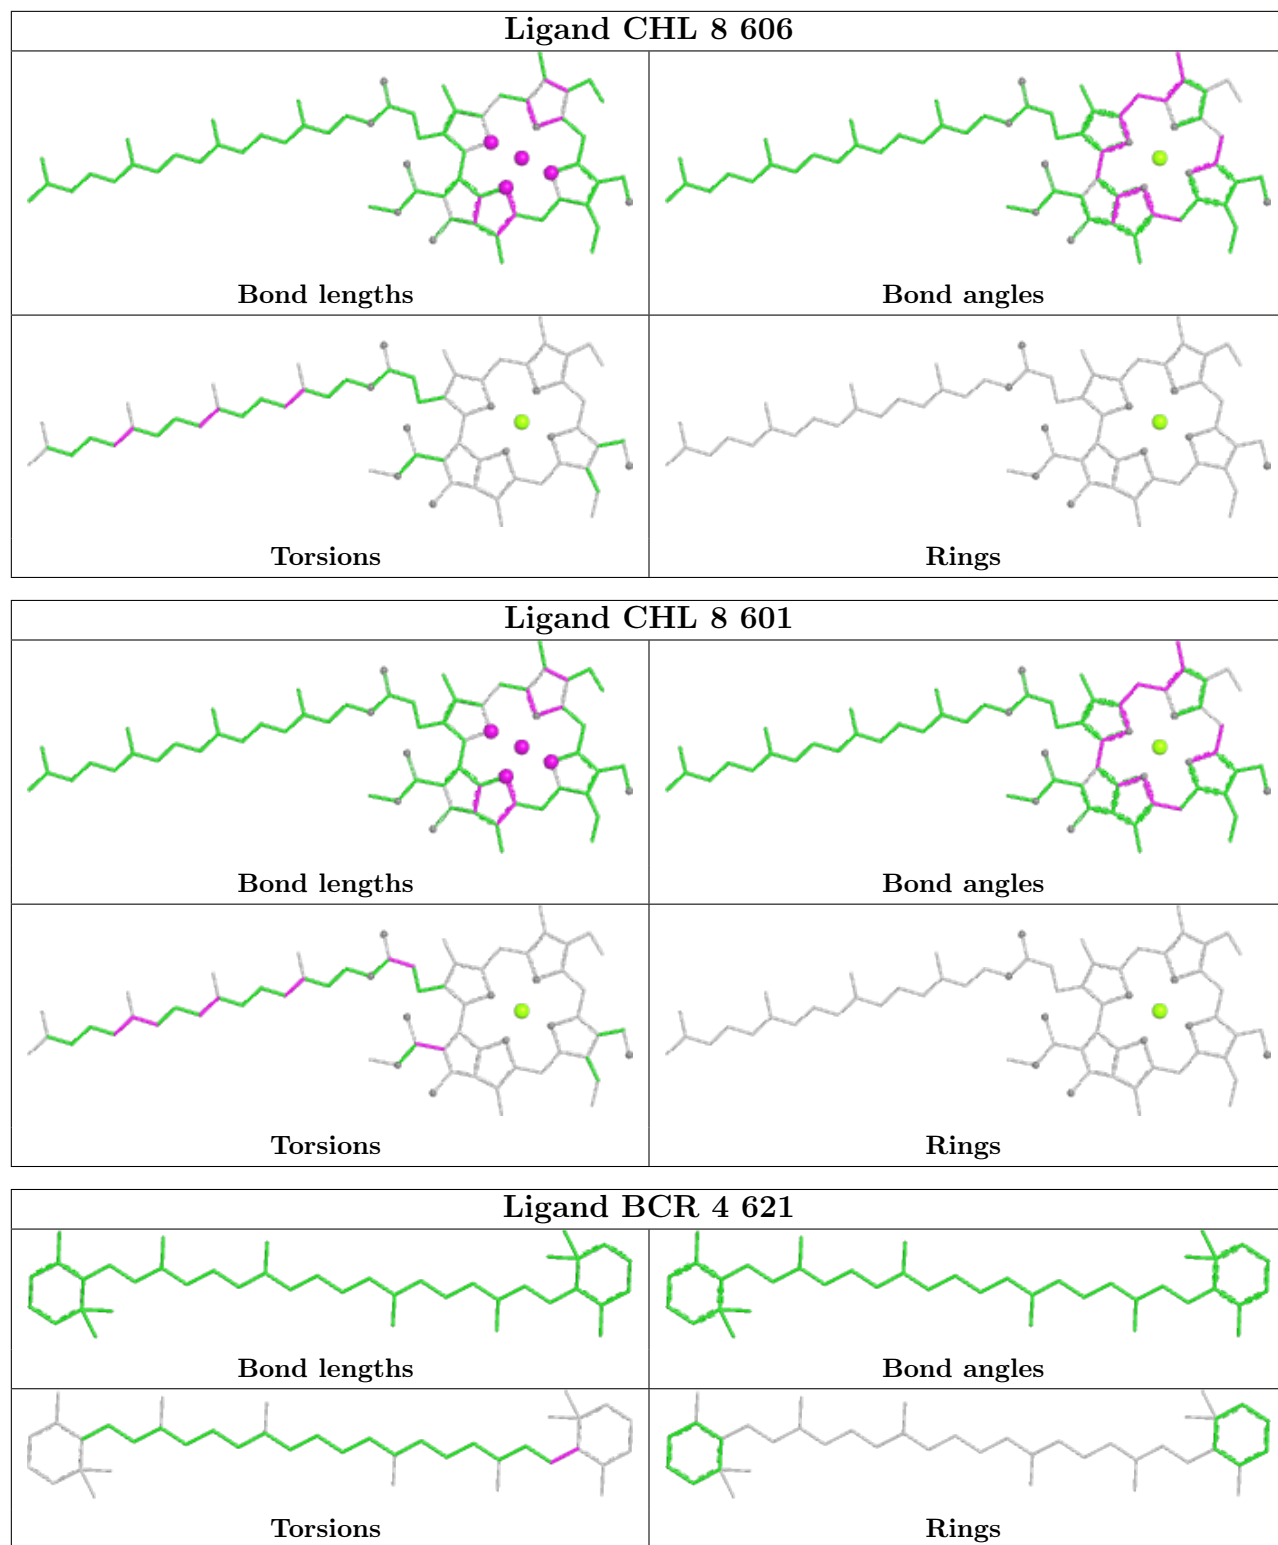 Ligand CHL 8 606
Bond lengths
Bond angles
Torsions
Rings
Ligand CHL 8 601
Bond lengths
Bond angles
Torsions
Rings
Ligand BCR 4 621
Bond lengths
Bond angles
Torsions
Rings